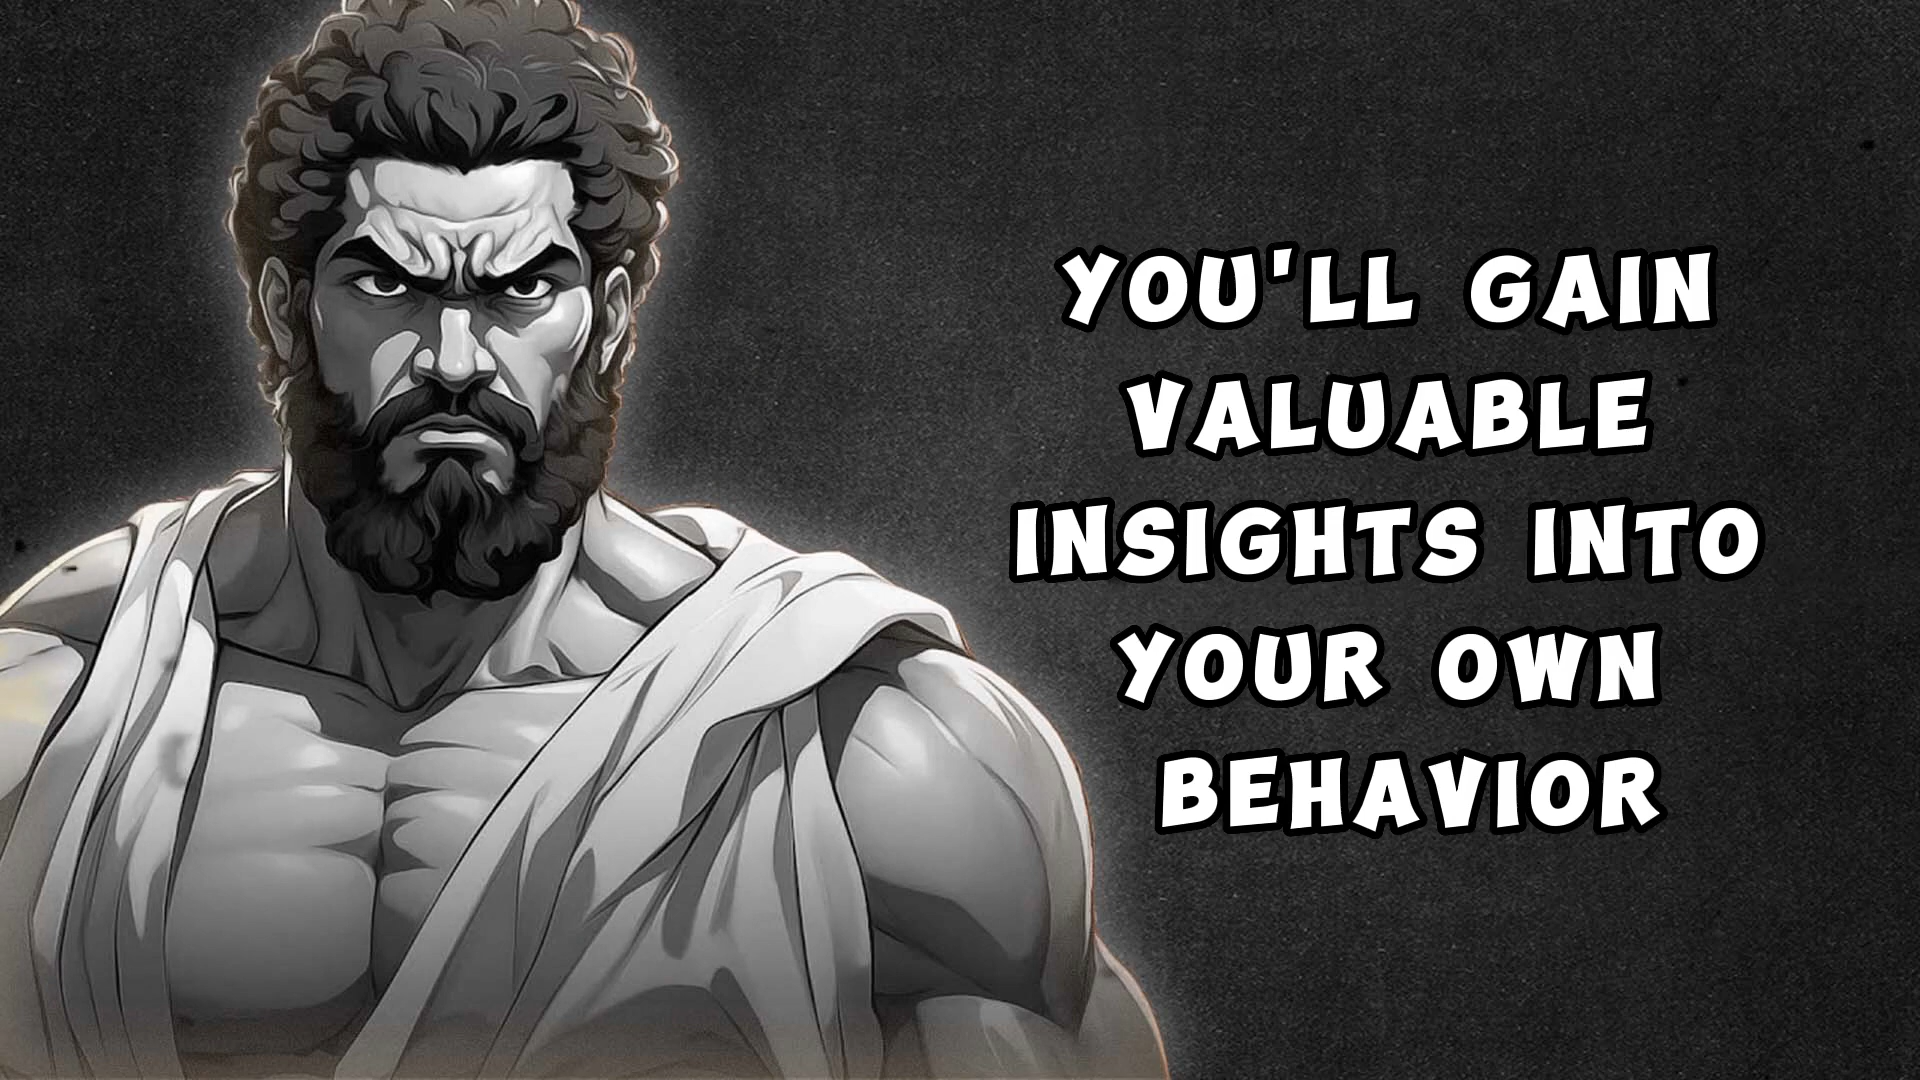 YOU'LL GAIN
VALUABLE
INSIGHTS INTO
YOUR OWN
BEHAVIOR